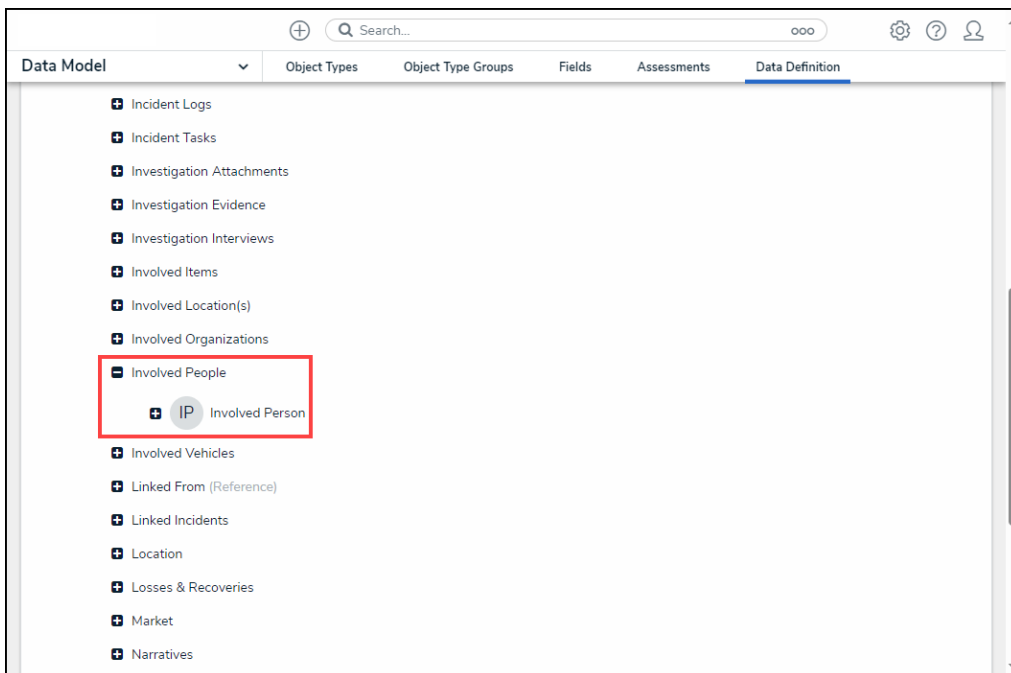 Search...
Data Model Object Types Object Type Groups Fields Assessments Data Definition
Incident Logs
Incident Tasks
Investigation Attachments
Investigation Evidence
Investigation Interviews
Involved Items
Involved Location(s)
Involved Organizations
Involved People
IP Involved Person
Involved Vehicles
Linked From (Reference)
Linked Incidents
Location
Losses & Recoveries
Market
Narratives